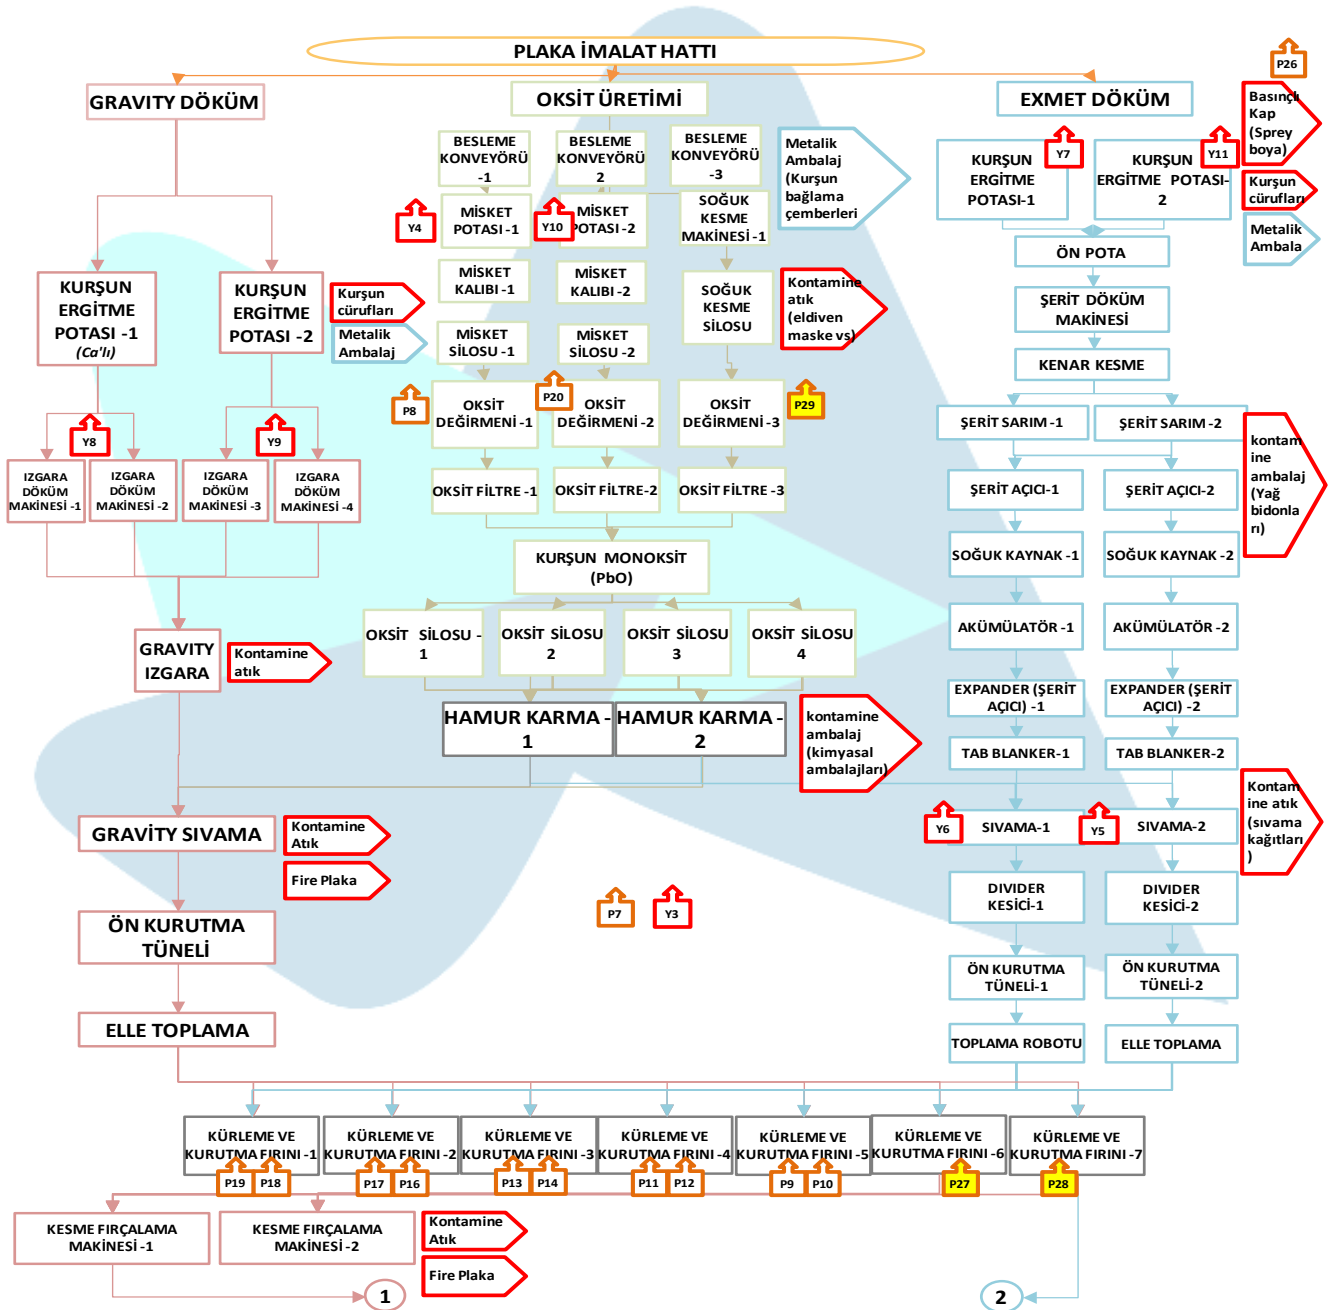 PLAKA İMALAT HATTI
P26
GRAVITY DÖKÜM
OKSİT ÜRETİMİ
EXMET DÖKÜM
Basınçlı
Kap
(Sprey
boya)
BESLEME
KONVEYÖRÜ
-1
BESLEME
KONVEYÖRÜ
2
BESLEME
KONVEYÖRÜ-3
Metalik
Ambalaj
(Kurşun
bağlama
çemberleri
KURŞUN
ERGİTME
POTASI-1
Y7
KURŞUN
ERGİTME POTASI-
2
Y11
Kurşun
cürufları
Metalik
Ambala
Y4
MİSKET
POTASI -1
Y10
MİSKET
POTASI -2
SOĞUK
KESME
MAKİNESİ -1
ÖN POTA
KURŞUN
ERGİTME
POTASI -1
(Ca'lı)
KURŞUN
ERGİTME
POTASI -2
Kurşun
cürufları
Metalik
Ambalaj
MİSKET
KALIBI -1
MİSKET
KALIBI -2
SOĞUK
KESME
SİLOSU
Kontamine
atık
(eldiven
maske vs)
ŞERİT DÖKÜM
MAKİNESİ
MİSKET
SİLOSU -1
MİSKET
SİLOSU -2
KENAR KESME
P8
OKSİT
DEĞİRMENİ -1
P20
OKSİT
DEĞİRMENİ -2
OKSİT
DEĞİRMENİ -3
P29
ŞERİT SARIM -1
ŞERİT SARIM -2
kontam
ine
ambalaj
(Yağ
bidonla
rı)
Y8
Y9
IZGARA
DÖKÜM
MAKİNESİ -1
IZGARA
DÖKÜM
MAKİNESİ -2
IZGARA
DÖKÜM
MAKİNESİ -3
IZGARA
DÖKÜM
MAKİNESİ -4
OKSİT FİLTRE -1
OKSİT FİLTRE-2
OKSİT FİLTRE -3
ŞERİT AÇICI-1
ŞERİT AÇICI-2
KURŞUN MONOKSİT
(PbO)
SOĞUK KAYNAK -1
SOĞUK KAYNAK -2
GRAVITY
IZGARA
Kontamine
atık
OKSİT SİLOSU -
1
OKSİT SİLOSU
2
OKSİT SİLOSU
3
OKSİT SİLOSU
4
AKÜMÜLATÖR -1
AKÜMÜLATÖR -2
EXPANDER (ŞERİT
AÇICI) -1
EXPANDER (ŞERİT
AÇICI) -2
HAMUR KARMA -
1
HAMUR KARMA -
2
kontamine
ambalaj
(kimyasal
ambalajları)
TAB BLANKER-1
TAB BLANKER-2
GRAVİTY SIVAMA
Kontamine
Atık
Y6
SIVAMA-1
Y5
SIVAMA-2
Kontam
ine atık
(sıvama
kağıtları
)
Fire Plaka
P7
Y3
DIVIDER
KESİCİ-1
DIVIDER
KESİCİ-2
ÖN KURUTMA
TÜNELİ
ÖN KURUTMA
TÜNELİ-1
ÖN KURUTMA
TÜNELİ-2
ELLE TOPLAMA
TOPLAMA ROBOTU
ELLE TOPLAMA
KÜRLEME VE
KURUTMA FIRINI -1
KÜRLEME VE
KURUTMA FIRINI -2
KÜRLEME VE
KURUTMA FIRINI -3
KÜRLEME VE
KURUTMA FIRINI -4
KÜRLEME VE
KURUTMA FIRINI -5
KÜRLEME VE
KURUTMA FIRINI -6
KÜRLEME VE
KURUTMA FIRINI -7
P19
P18
P17
P16
P13
P14
P11
P12
P9
P10
P27
P28
KESME FIRÇALAMA
MAKİNESİ -1
KESME FIRÇALAMA
MAKİNESİ -2
Kontamine
Atık
Fire Plaka
1
2